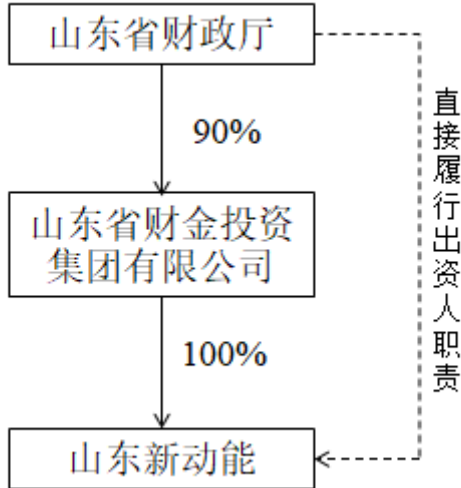 山东省财政厅
90%
山东省财金投资
集团有限公司
100%
山东新动能
直接履行出资人职责